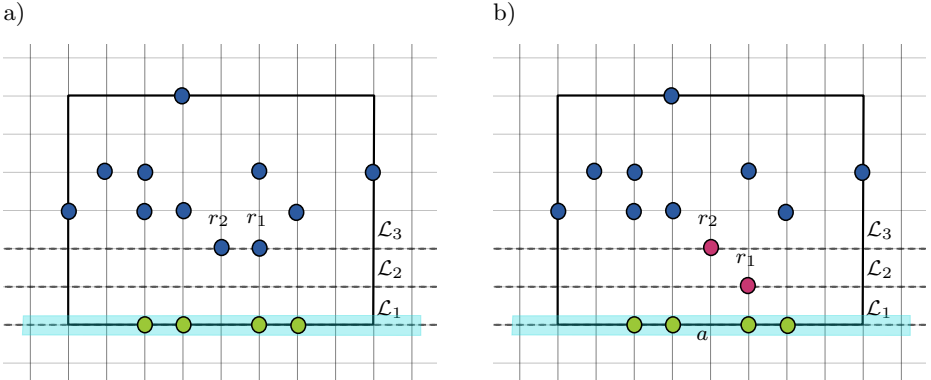 a)
b)
r₂ r₁
ℒ₃
ℒ₂
ℒ₁
r₂
ℒ₃
r₁
ℒ₂
ℒ₁
a